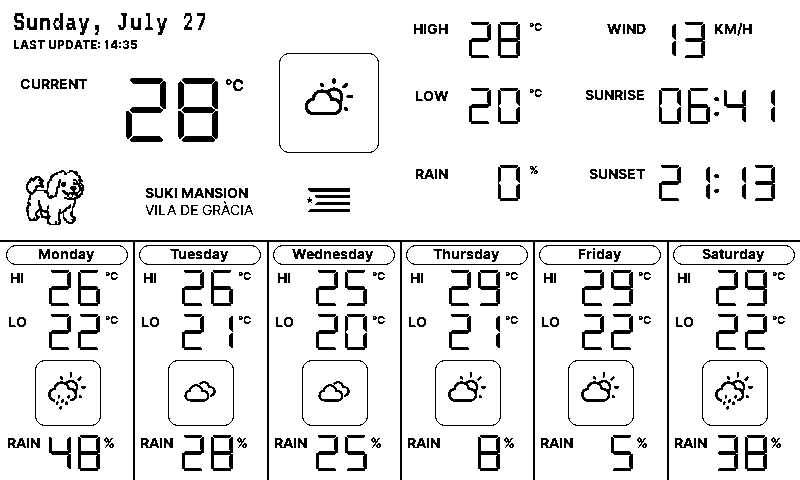 Sunday, July 27
LAST UPDATE: 14:35
CURRENT 28 °C
HIGH 28 °C
WIND 13 KM/H
LOW 20 °C
SUNRISE 06:41
RAIN 0 %
SUNSET 21:13
SUKI MANSION
VILA DE GRÀCIA
Monday
HI 26 °C
LO 22 °C
RAIN 48 %
Tuesday
HI 26 °C
LO 21 °C
RAIN 28 %
Wednesday
HI 25 °C
LO 20 °C
RAIN 25 %
Thursday
HI 29 °C
LO 21 °C
RAIN 8 %
Friday
HI 29 °C
LO 22 °C
RAIN 5 %
Saturday
HI 29 °C
LO 22 °C
RAIN 38 %